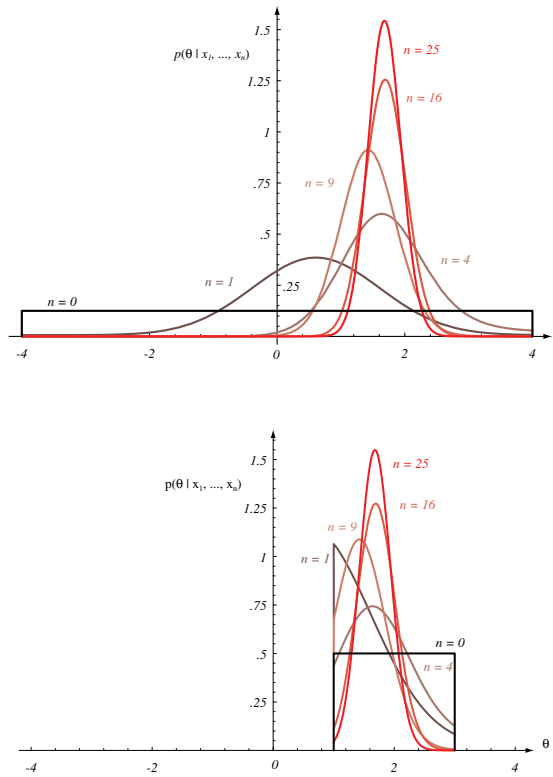 1.5
p(θ | x1, ..., xn)
n = 25
1.25
n = 16
1
n = 9
.75
.5
n = 4
n = 1
.25
n = 0
-4
-2
0
2
4
1.5
n = 25
p(θ | x1, ..., xn)
1.25
n = 16
n = 9
1
n = 1
.75
n = 0
.5
n = 4
.25
θ
-4
-2
0
2
4